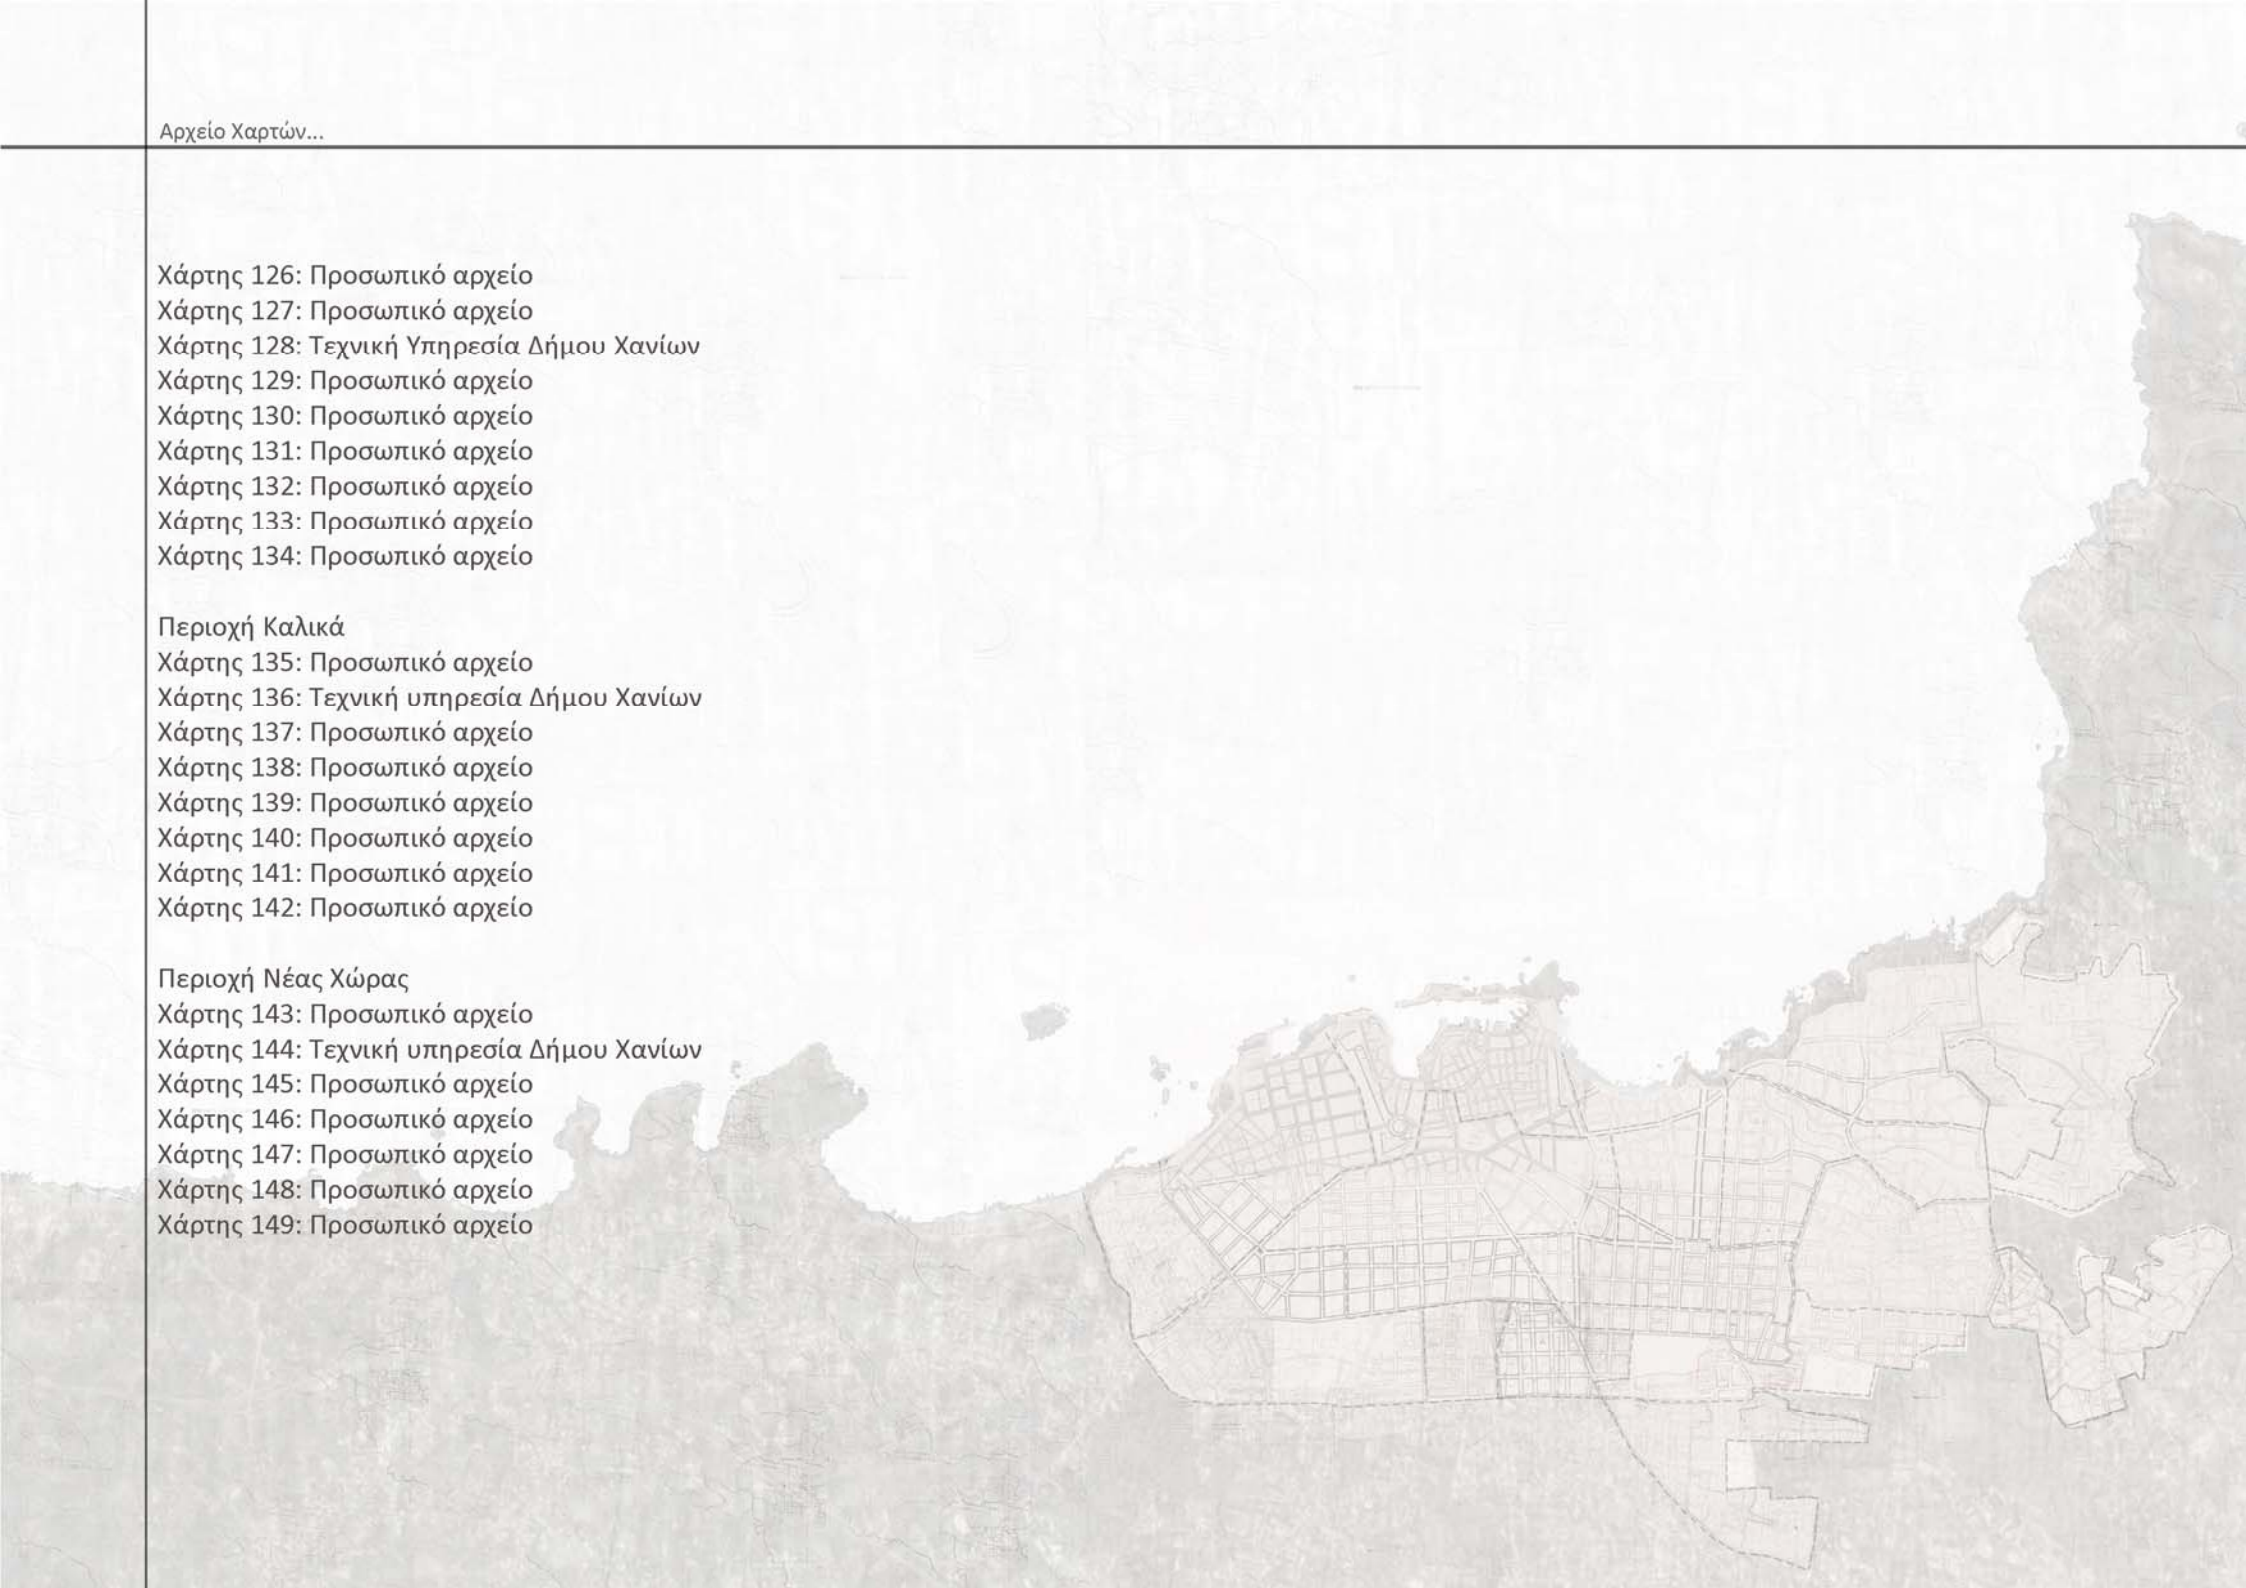 Αρχείο Χαρτών...
Χάρτης 126: Προσωπικό αρχείο
Χάρτης 127: Προσωπικό αρχείο
Χάρτης 128: Τεχνική Υπηρεσία Δήμου Χανίων
Χάρτης 129: Προσωπικό αρχείο
Χάρτης 130: Προσωπικό αρχείο
Χάρτης 131: Προσωπικό αρχείο
Χάρτης 132: Προσωπικό αρχείο
Χάρτης 133: Προσωπικό αρχείο
Χάρτης 134: Προσωπικό αρχείο
Περιοχή Καλικά
Χάρτης 135: Προσωπικό αρχείο
Χάρτης 136: Τεχνική υπηρεσία Δήμου Χανίων
Χάρτης 137: Προσωπικό αρχείο
Χάρτης 138: Προσωπικό αρχείο
Χάρτης 139: Προσωπικό αρχείο
Χάρτης 140: Προσωπικό αρχείο
Χάρτης 141: Προσωπικό αρχείο
Χάρτης 142: Προσωπικό αρχείο
Περιοχή Νέας Χώρας
Χάρτης 143: Προσωπικό αρχείο
Χάρτης 144: Τεχνική υπηρεσία Δήμου Χανίων
Χάρτης 145: Προσωπικό αρχείο
Χάρτης 146: Προσωπικό αρχείο
Χάρτης 147: Προσωπικό αρχείο
Χάρτης 148: Προσωπικό αρχείο
Χάρτης 149: Προσωπικό αρχείο